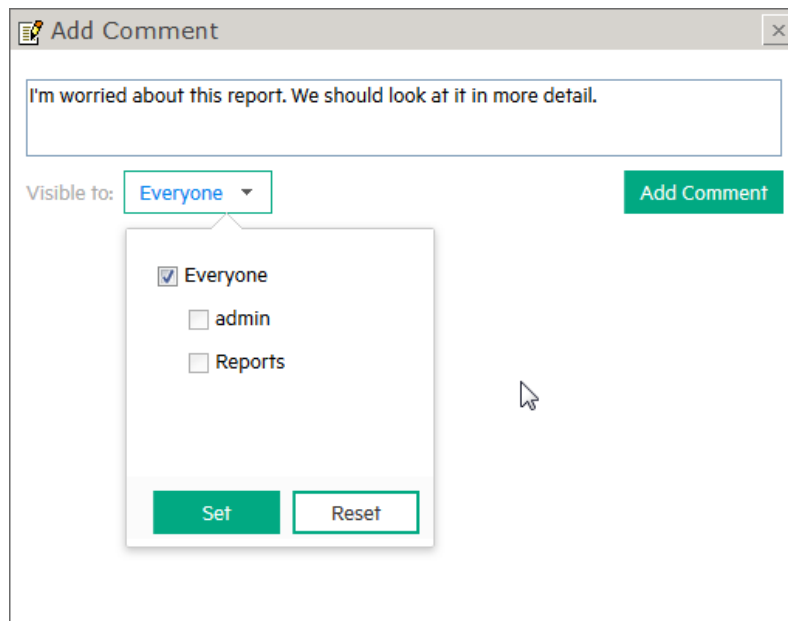 Add Comment
I'm worried about this report. We should look at it in more detail.
Visible to: Everyone Add Comment
Everyone
admin
Reports
Set Reset